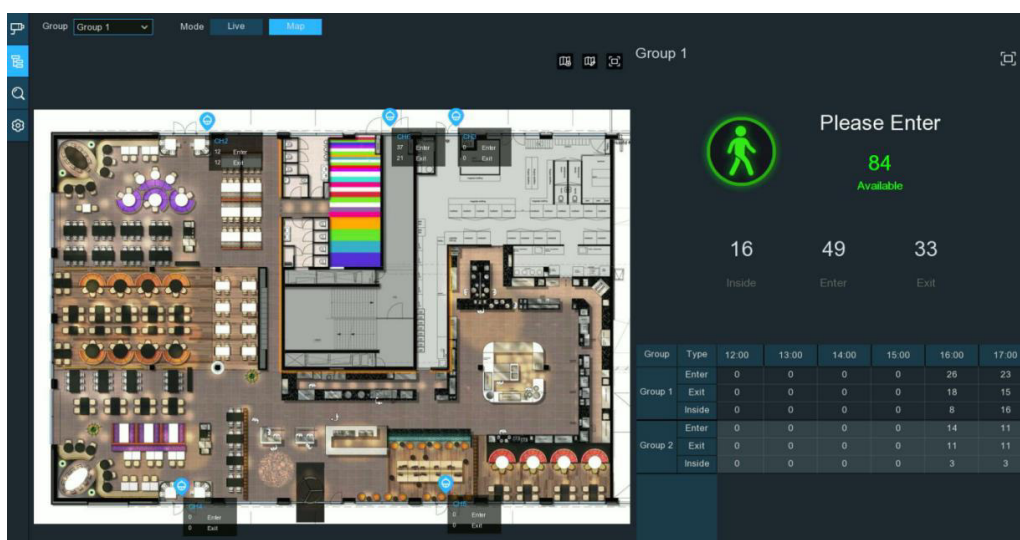 Group Group 1 Mode Live Map
Group 1
Please Enter
84
Available
16 49 33
Inside Enter Exit
CH2
12 Enter
12 Exit
37 Enter
21 Exit
0 Enter
0 Exit
0 Enter
0 Exit
0 Enter
0 Exit
Group Type 12:00 13:00 14:00 15:00 16:00 17:00
Enter 0 0 0 0 26 23
Group 1 Exit 0 0 0 0 18 15
Inside 0 0 0 0 8 16
Enter 0 0 0 0 14 11
Group 2 Exit 0 0 0 0 11 11
Inside 0 0 0 0 3 3